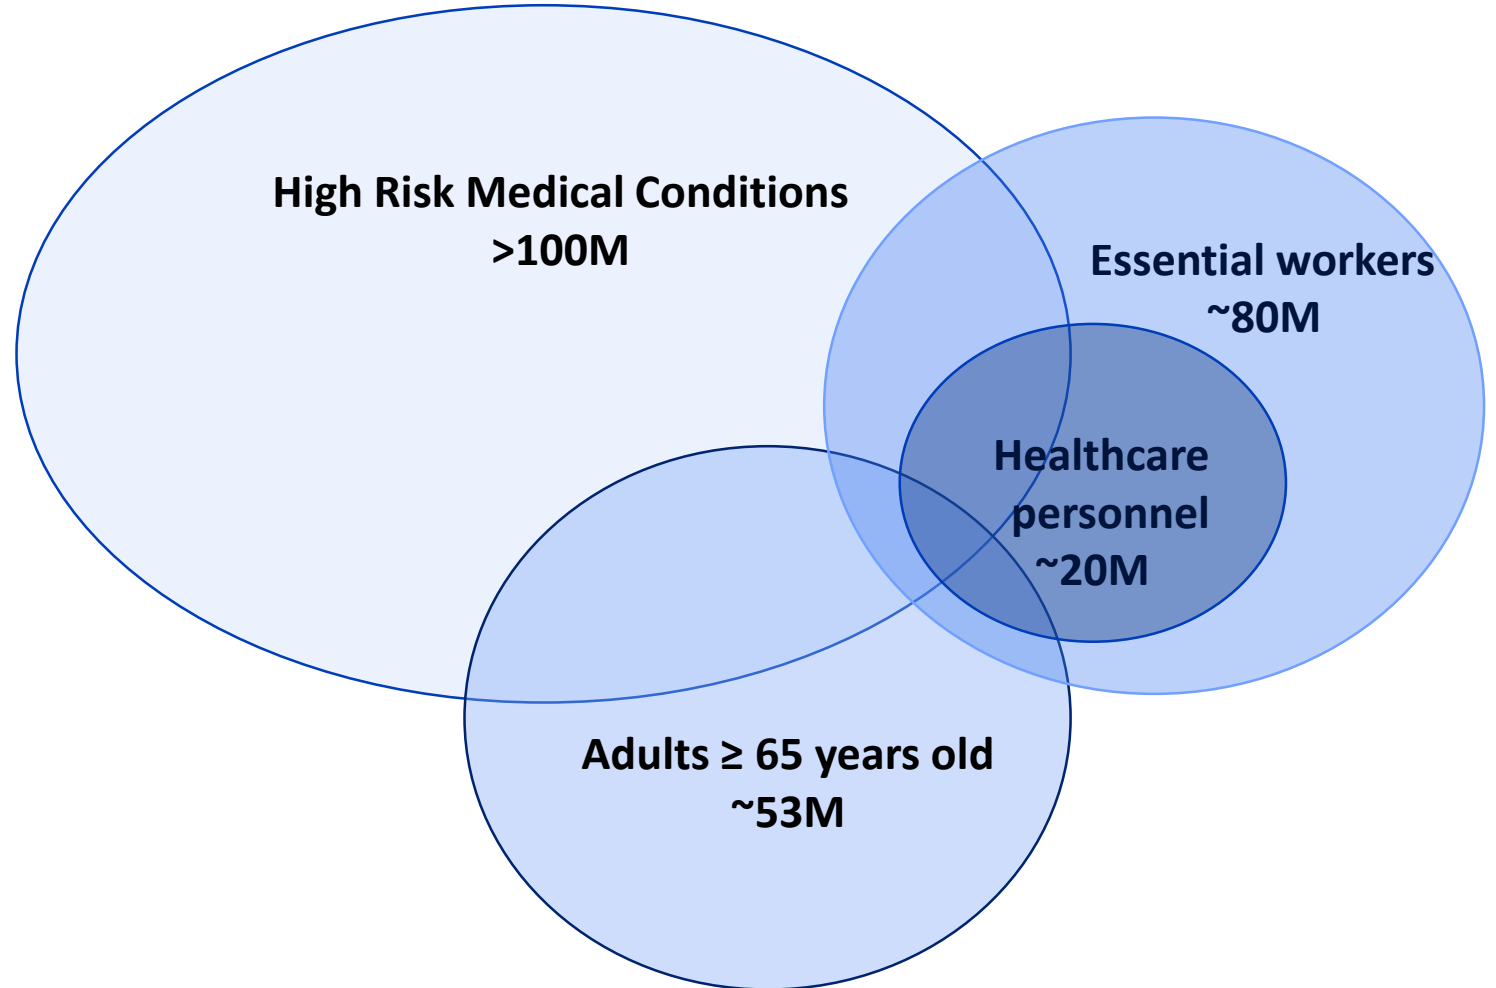 High Risk Medical Conditions
>100M
Essential workers
~80M
Healthcare
personnel
~20M
Adults ≥ 65 years old
~53M